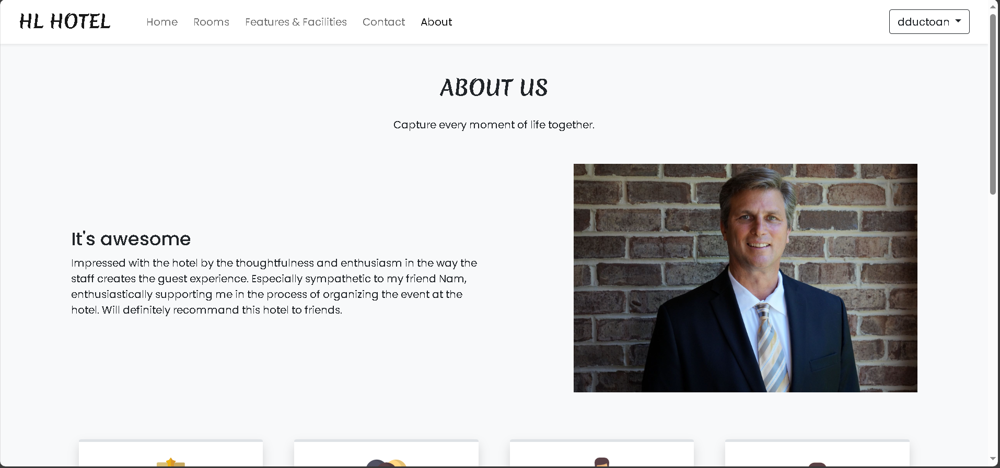 HL HOTEL
Home
Rooms
Features & Facilities
Contact
About
dductoan
ABOUT US
Capture every moment of life together.
It's awesome
Impressed with the hotel by the thoughtfulness and enthusiasm in the way the
staff creates the guest experience. Especially sympathetic to my friend Nam,
enthusiastically supporting me in the process of organizing the event at the
hotel. Will definitely recommand this hotel to friends.